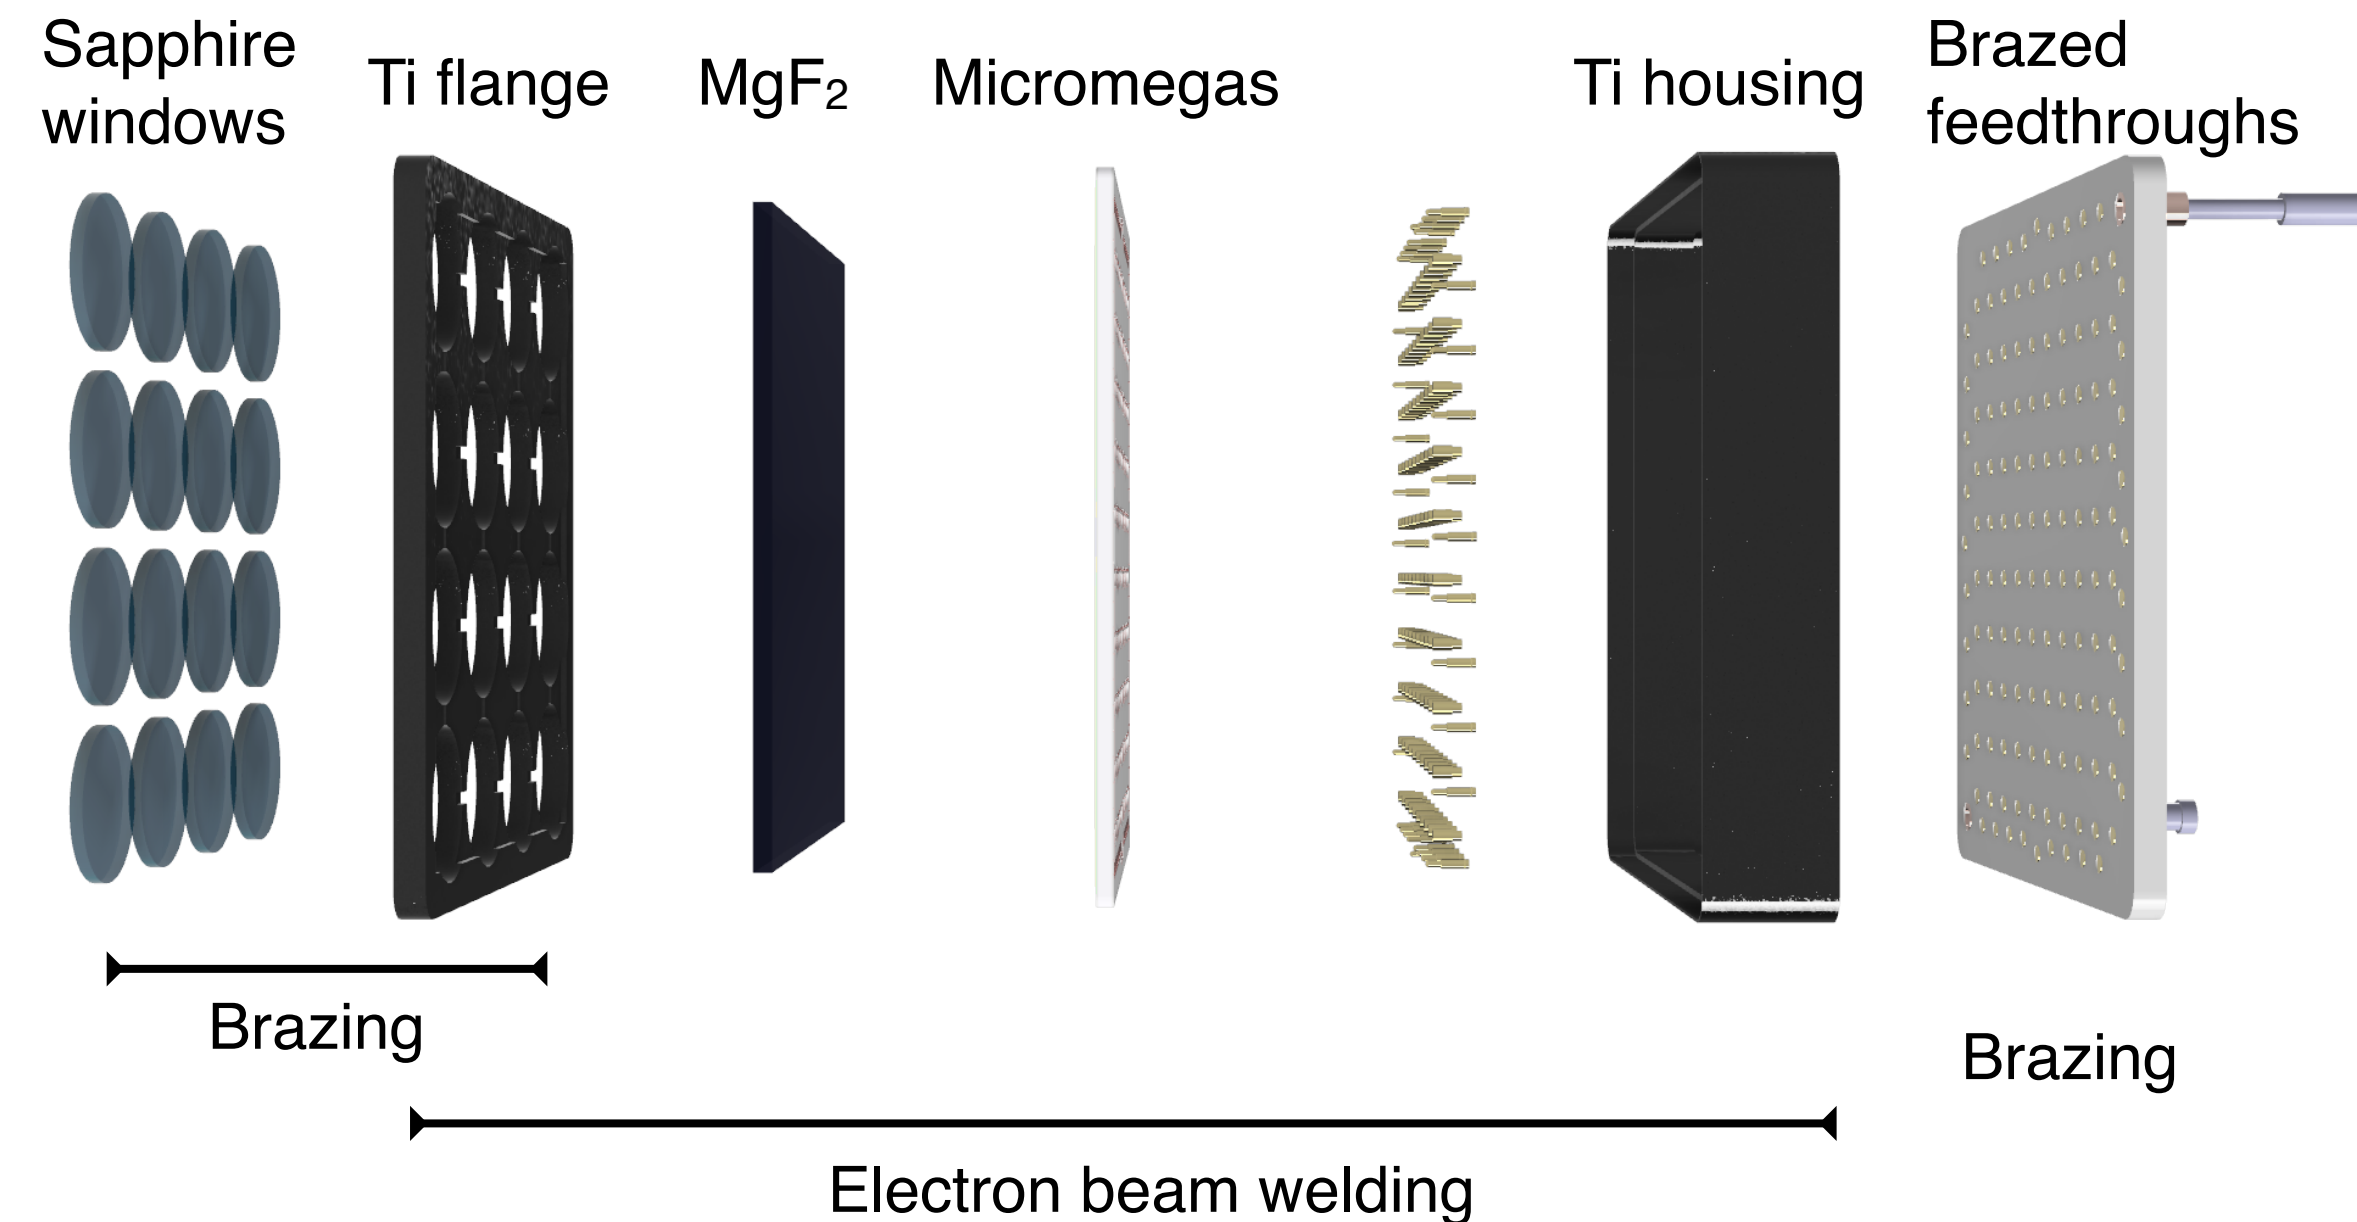 Sapphire
windows
Ti flange
MgF₂
Micromegas
Ti housing
Brazed
feedthroughs
Brazing
Brazing
Electron beam welding